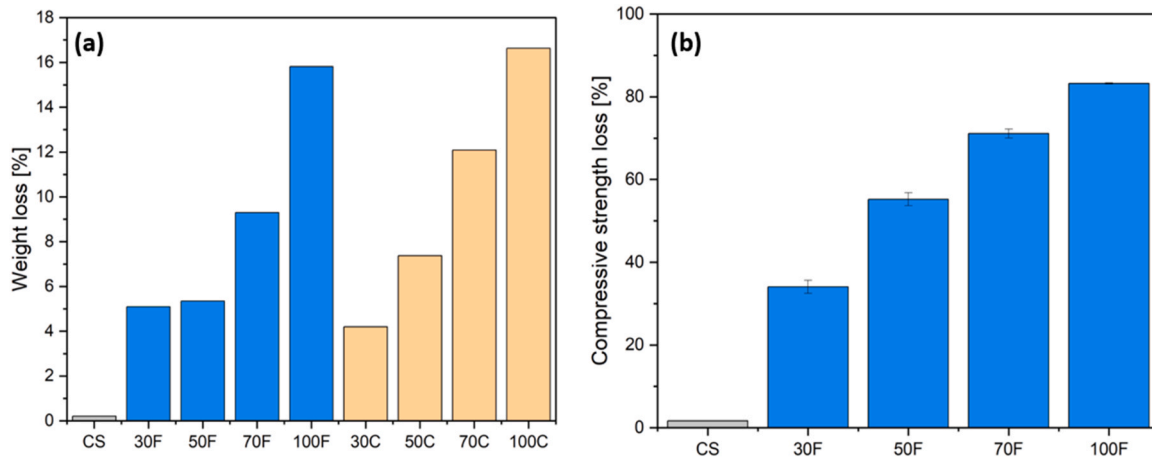 (a)
Weight loss [%]
18
16
14
12
10
8
6
4
2
0
CS 30F 50F 70F 100F 30C 50C 70C 100C
(b)
Compressive strength loss [%]
100
80
60
40
20
0
CS 30F 50F 70F 100F